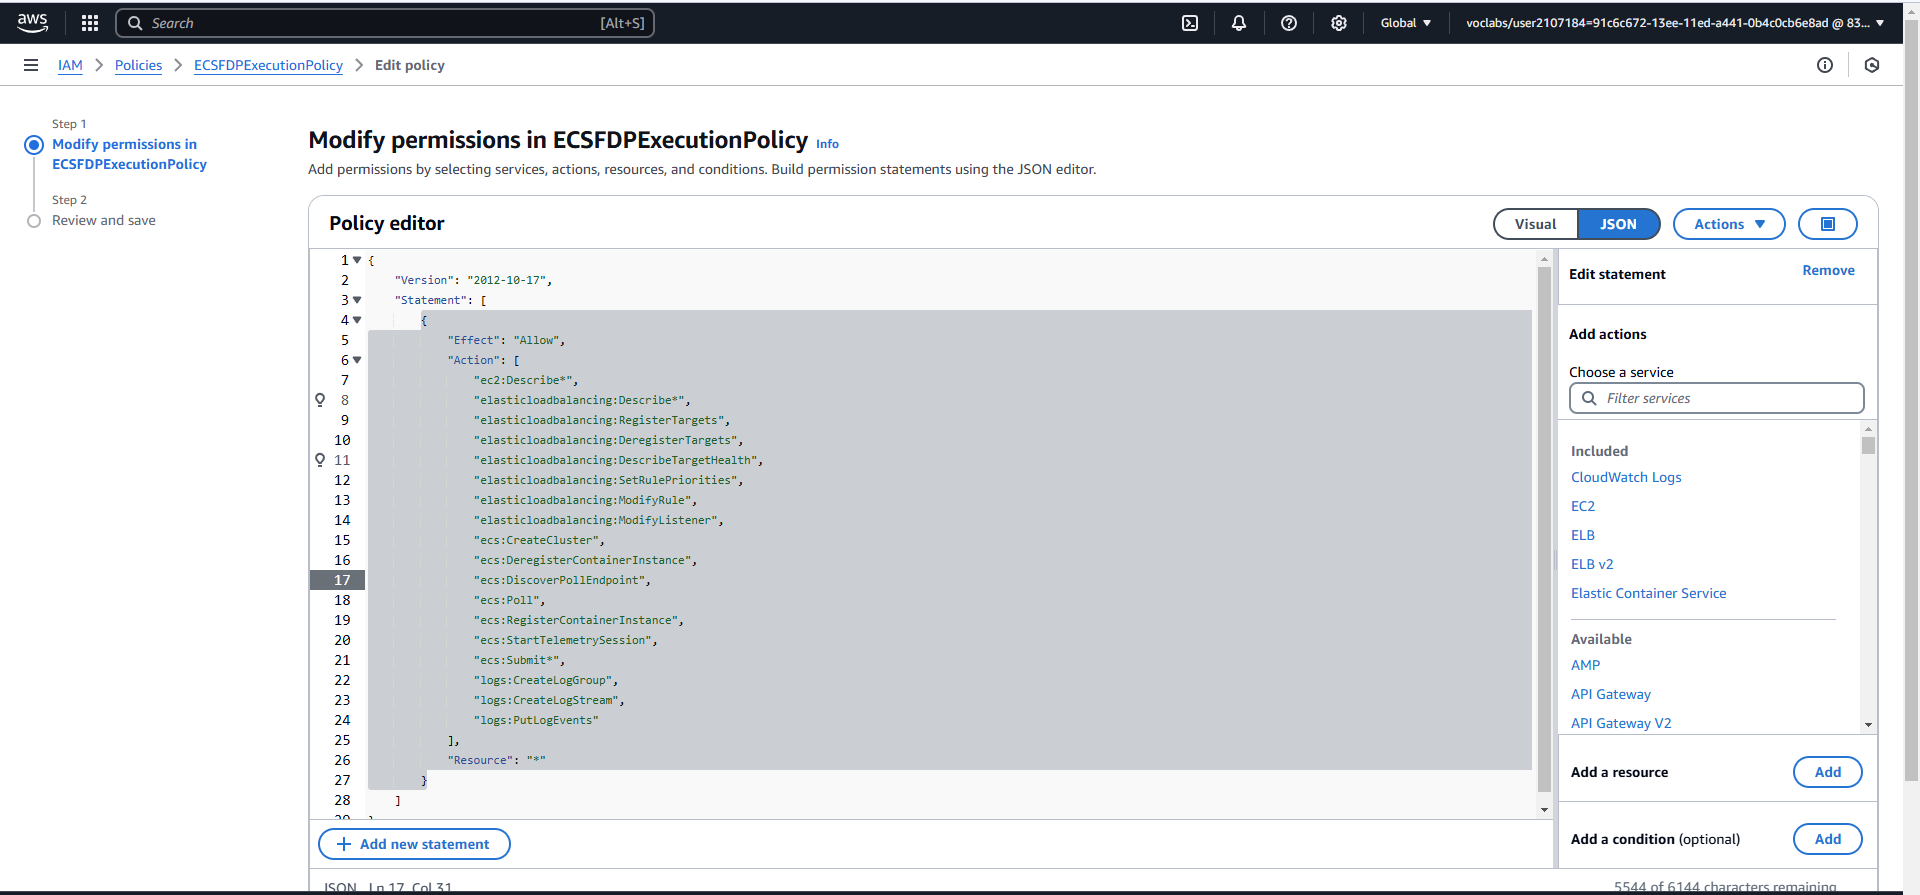 aws
Search
[Alt+S]
Global
voclabs/user2107184=91c6c672-13ee-11ed-a441-0b4c0cb6e8ad @ 83...
IAM
Policies
ECSFDPExecutionPolicy
Edit policy
Step 1
Modify permissions in
ECSFDPExecutionPolicy
Step 2
Review and save
Modify permissions in ECSFDPExecutionPolicy Info
Add permissions by selecting services, actions, resources, and conditions. Build permission statements using the JSON editor.
Policy editor
Visual
JSON
Actions
1 {
2 "Version": "2012-10-17",
3 "Statement": [
4 {
5 "Effect": "Allow",
6 "Action": [
7 "ec2:Describe*",
8 "elasticloadbalancing:Describe*",
9 "elasticloadbalancing:RegisterTargets",
10 "elasticloadbalancing:DeregisterTargets",
11 "elasticloadbalancing:DescribeTargetHealth",
12 "elasticloadbalancing:SetRulePriorities",
13 "elasticloadbalancing:ModifyRule",
14 "elasticloadbalancing:ModifyListener",
15 "ecs:CreateCluster",
16 "ecs:DeregisterContainerInstance",
17 "ecs:DiscoverPollEndpoint",
18 "ecs:Poll",
19 "ecs:RegisterContainerInstance",
20 "ecs:StartTelemetrySession",
21 "ecs:Submit*",
22 "logs:CreateLogGroup",
23 "logs:CreateLogStream",
24 "logs:PutLogEvents"
25 ],
26 "Resource": "*"
27 }
28 ]
29 }
Add new statement
JSON Ln 17, Col 31
Edit statement
Remove
Add actions
Choose a service
Filter services
Included
CloudWatch Logs
EC2
ELB
ELB v2
Elastic Container Service
Available
AMP
API Gateway
API Gateway V2
Add a resource
Add
Add a condition (optional)
Add
5544 of 6144 characters remaining